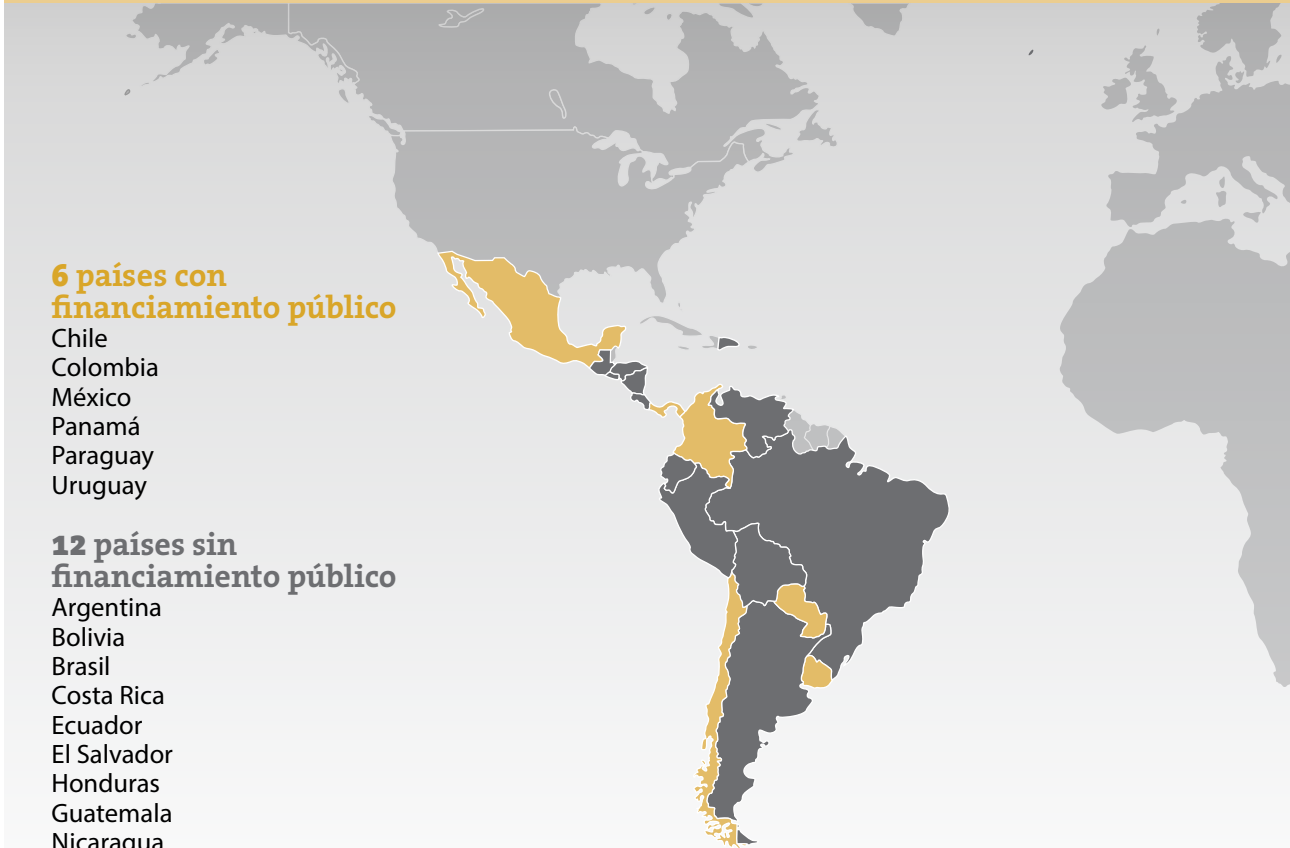 6 países con
financiamiento público
Chile
Colombia
México
Panamá
Paraguay
Uruguay
12 países sin
financiamiento público
Argentina
Bolivia
Brasil
Costa Rica
Ecuador
El Salvador
Honduras
Guatemala
Nicaragua